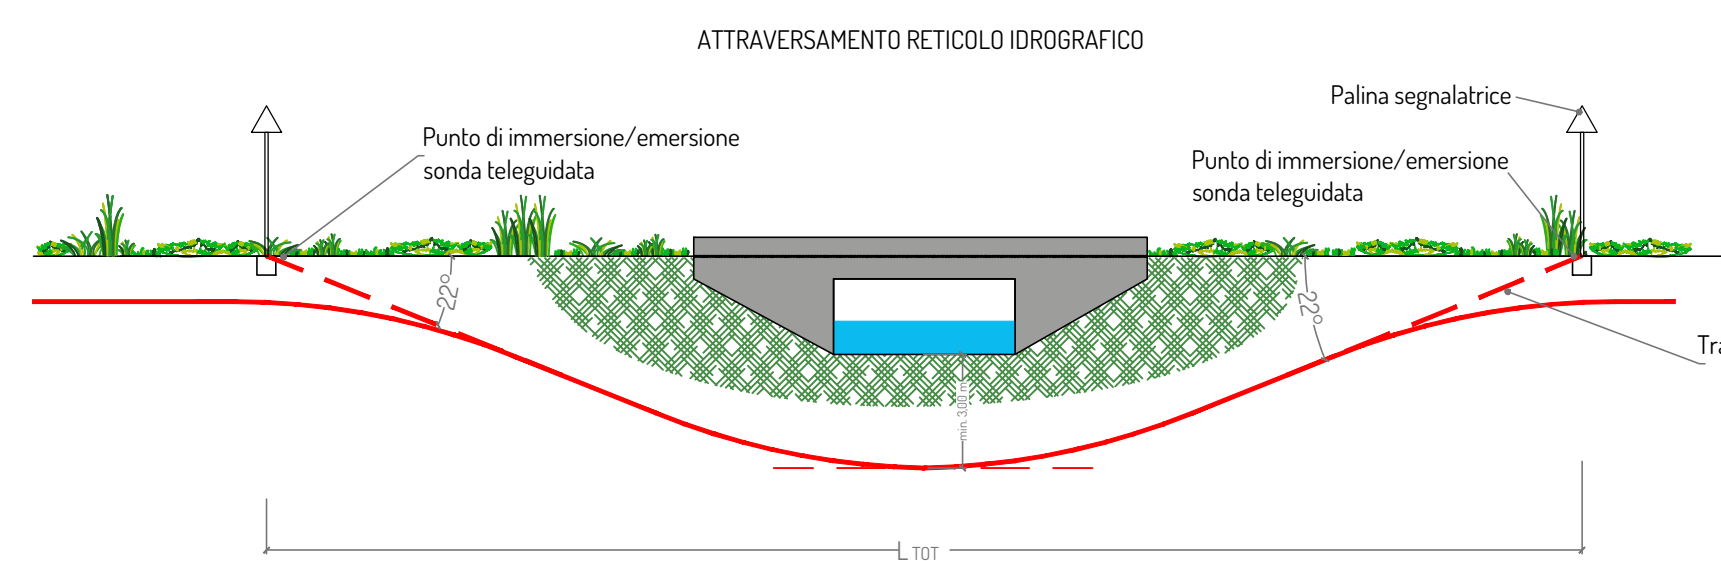 ATTRAVERSAMENTO RETICOLO IDROGRAFICO
Palina segnalatrice
Punto di immersione/emersione
sonda teleguidata
Punto di immersione/emersione
sonda teleguidata
22°
22°
Tra
min. 3,00 m
L TOT